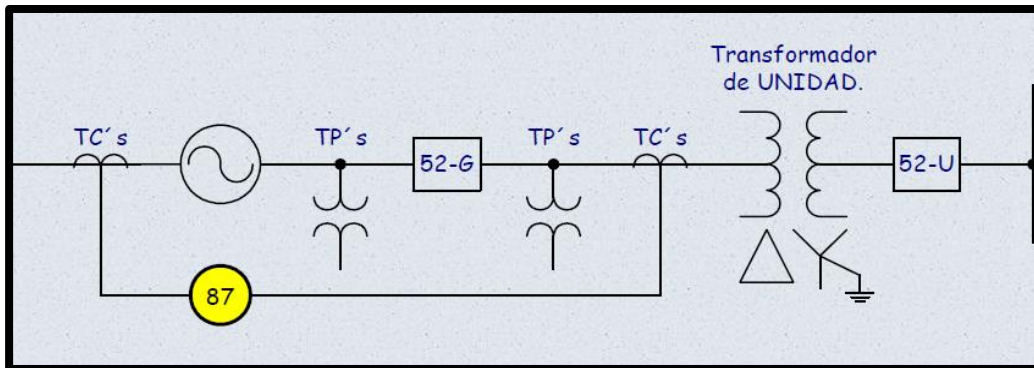 Transformador
de UNIDAD.
TC´s
TP´s
52-G
TP´s
TC´s
52-U
87